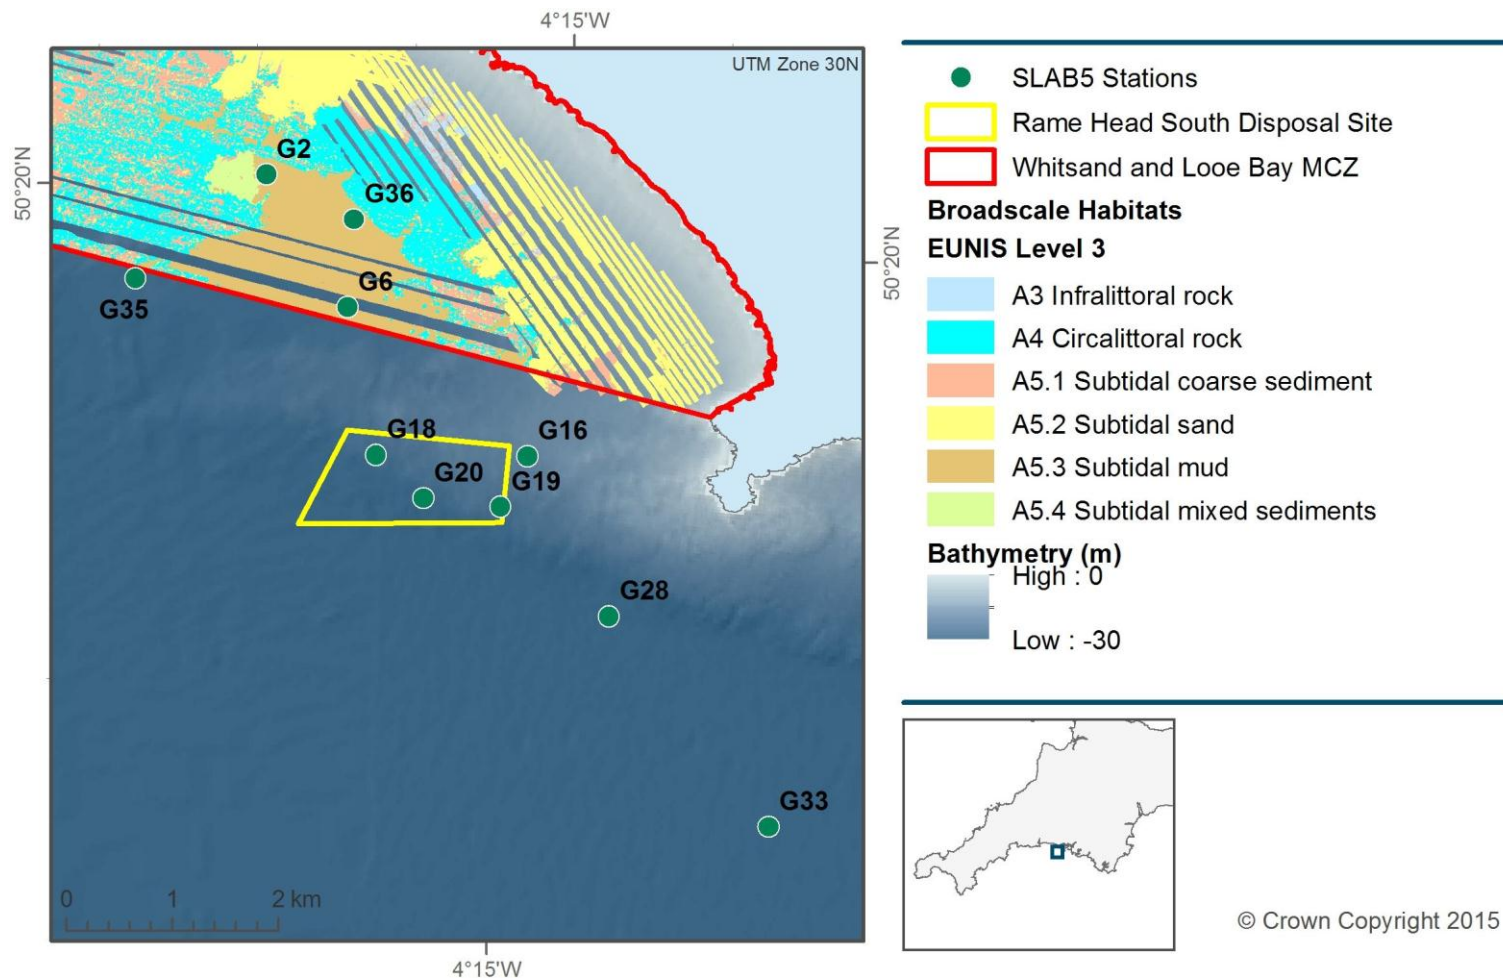 4°15'W
UTM Zone 30N
50°20'N
G2
G36
G35
G6
50°20'N
G18
G16
G20
G19
G28
G33
0 1 2 km
4°15'W
SLAB5 Stations
Rame Head South Disposal Site
Whitsand and Looe Bay MCZ
Broadscale Habitats
EUNIS Level 3
A3 Infralittoral rock
A4 Circalittoral rock
A5.1 Subtidal coarse sediment
A5.2 Subtidal sand
A5.3 Subtidal mud
A5.4 Subtidal mixed sediments
Bathymetry (m)
High : 0
Low : -30
© Crown Copyright 2015